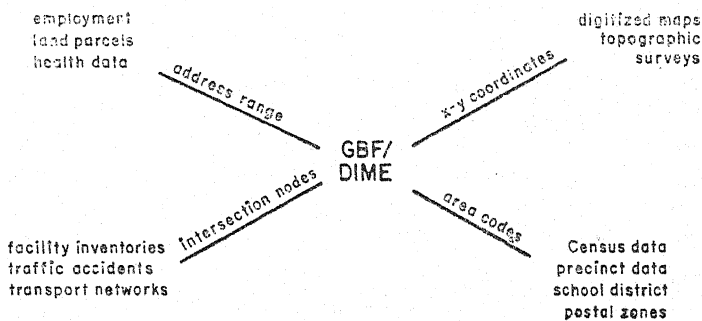 employment
land parcels
health data
address range
digitized maps
topographic
surveys
x-y coordinates
GBF/
DIME
intersection nodes
facility inventories
traffic accidents
transport networks
area codes
Census data
precinct data
school district
postal zones